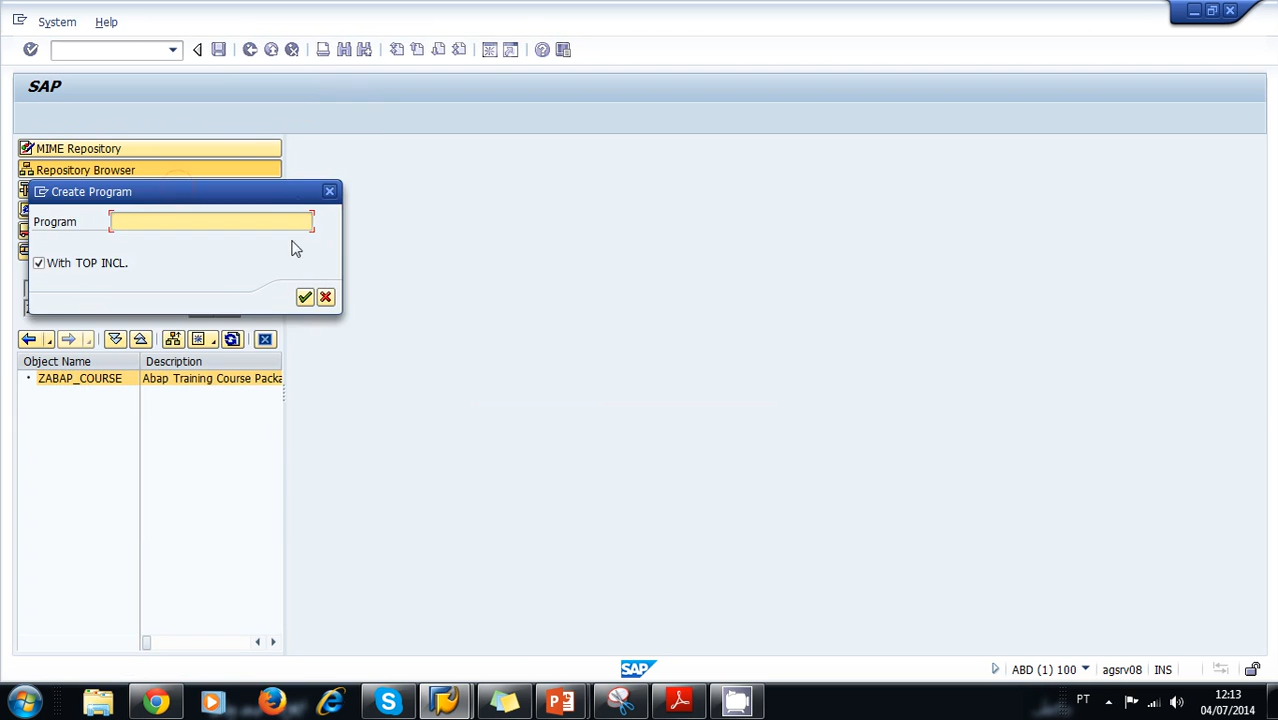 System Help
SAP
MIME Repository
Repository Browser
Create Program
Program
With TOP INCL.
Object Name Description
ZABAP_COURSE Abap Training Course Packa
SAP
ABD (1) 100 agsrv08 INS
PT
12:13
04/07/2014